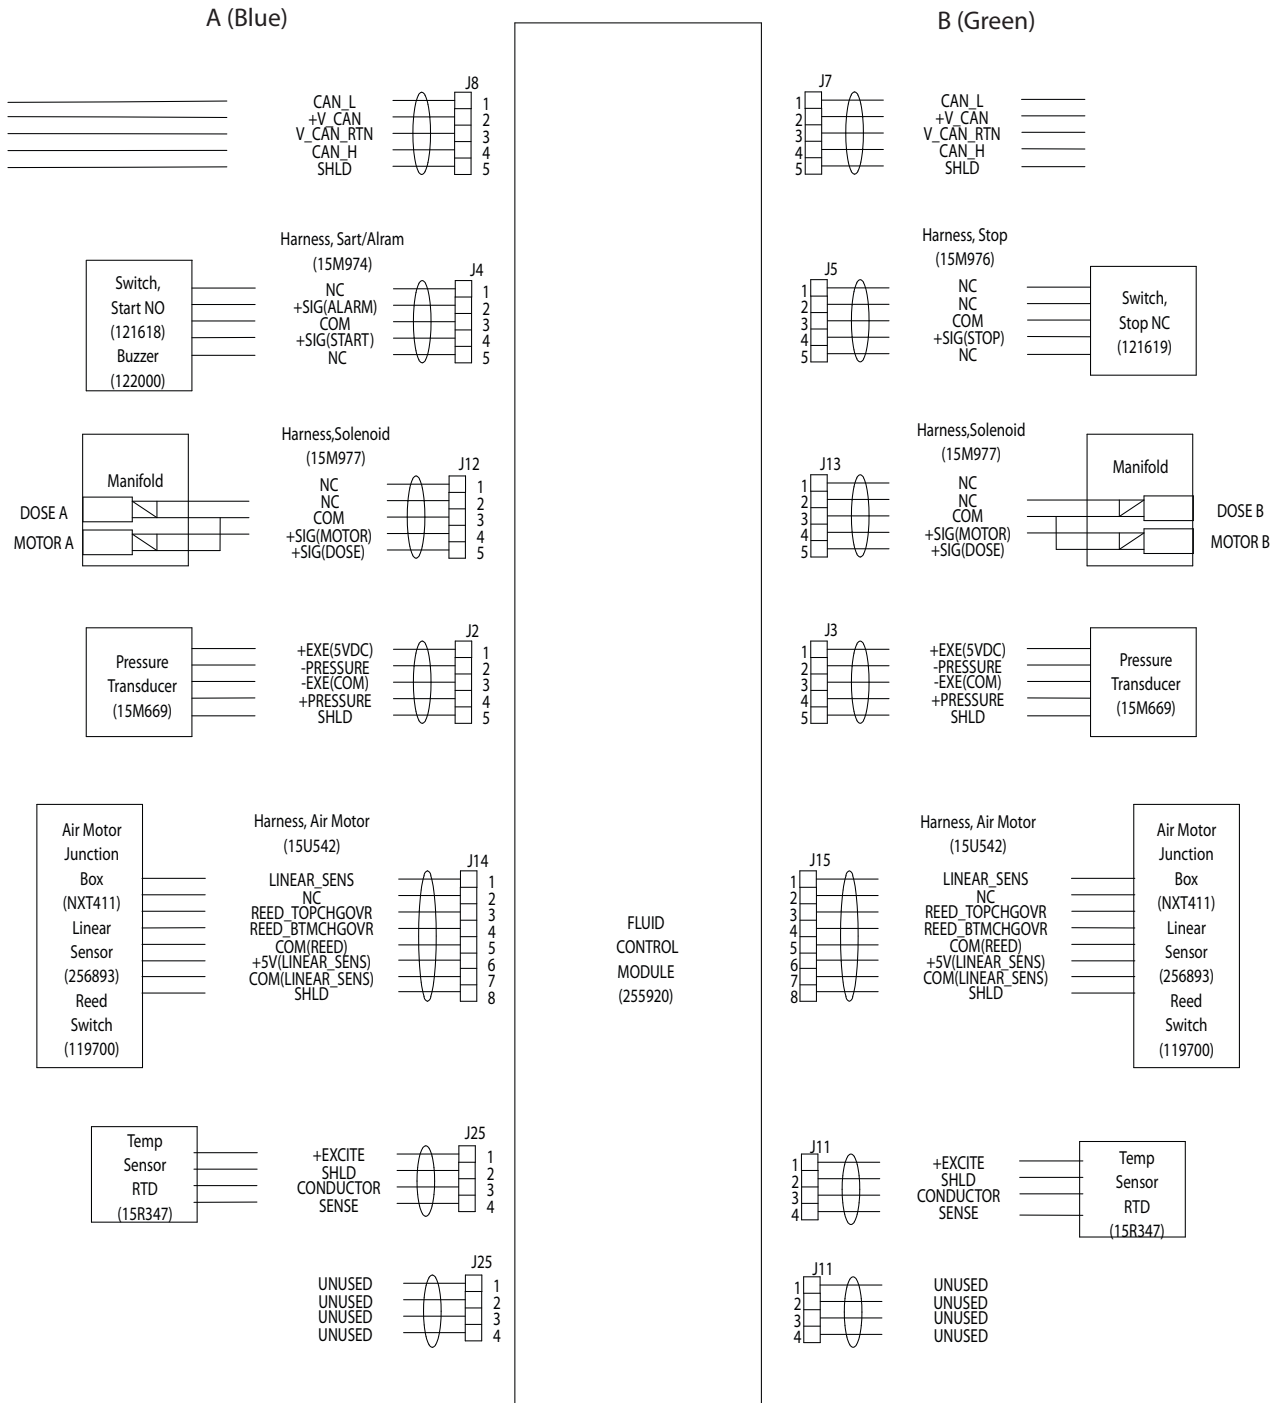 A (Blue)
B (Green)
J8
CAN_L
+V_CAN
V_CAN_RTN
CAN_H
SHLD
1
2
3
4
5
J7
1
2
3
4
5
CAN_L
+V_CAN
V_CAN_RTN
CAN_H
SHLD
Harness, Sart/Alram
(15M974)
Switch,
Start NO
(121618)
Buzzer
(122000)
NC
+SIG(ALARM)
COM
+SIG(START)
NC
J4
1
2
3
4
5
Harness, Stop
(15M976)
J5
1
2
3
4
5
NC
NC
COM
+SIG(STOP)
NC
Switch,
Stop NC
(121619)
Manifold
DOSE A
MOTOR A
Harness,Solenoid
(15M977)
NC
NC
COM
+SIG(MOTOR)
+SIG(DOSE)
J12
1
2
3
4
5
Harness,Solenoid
(15M977)
J13
1
2
3
4
5
NC
NC
COM
+SIG(MOTOR)
+SIG(DOSE)
Manifold
DOSE B
MOTOR B
Pressure
Transducer
(15M669)
+EXE(5VDC)
-PRESSURE
-EXE(COM)
+PRESSURE
SHLD
J2
1
2
3
4
5
J3
1
2
3
4
5
+EXE(5VDC)
-PRESSURE
-EXE(COM)
+PRESSURE
SHLD
Pressure
Transducer
(15M669)
Air Motor
Junction
Box
(NXT411)
Linear
Sensor
(256893)
Reed
Switch
(119700)
Harness, Air Motor
(15U542)
LINEAR_SENS
NC
REED_TOPCHGOVR
REED_BTMCHGOVR
COM(REED)
+5V(LINEAR_SENS)
COM(LINEAR_SENS)
SHLD
J14
1
2
3
4
5
6
7
8
FLUID
CONTROL
MODULE
(255920)
Harness, Air Motor
(15U542)
J15
1
2
3
4
5
6
7
8
LINEAR_SENS
NC
REED_TOPCHGOVR
REED_BTMCHGOVR
COM(REED)
+5V(LINEAR_SENS)
COM(LINEAR_SENS)
SHLD
Air Motor
Junction
Box
(NXT411)
Linear
Sensor
(256893)
Reed
Switch
(119700)
Temp
Sensor
RTD
(15R347)
+EXCITE
SHLD
CONDUCTOR
SENSE
J25
1
2
3
4
J11
1
2
3
4
+EXCITE
SHLD
CONDUCTOR
SENSE
Temp
Sensor
RTD
(15R347)
UNUSED
UNUSED
UNUSED
UNUSED
J25
1
2
3
4
J11
1
2
3
4
UNUSED
UNUSED
UNUSED
UNUSED